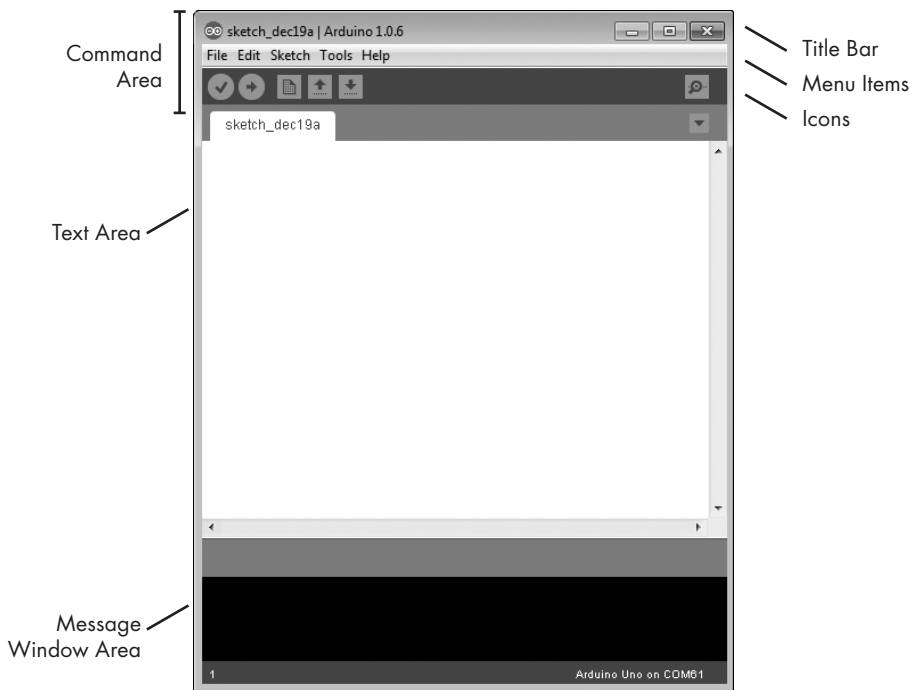 Command
Area
sketch_dec19a | Arduino 1.0.6
Title Bar
File Edit Sketch Tools Help
Menu Items
Icons
sketch_dec19a
Text Area
Message
Window Area
1
Arduino Uno on COM61